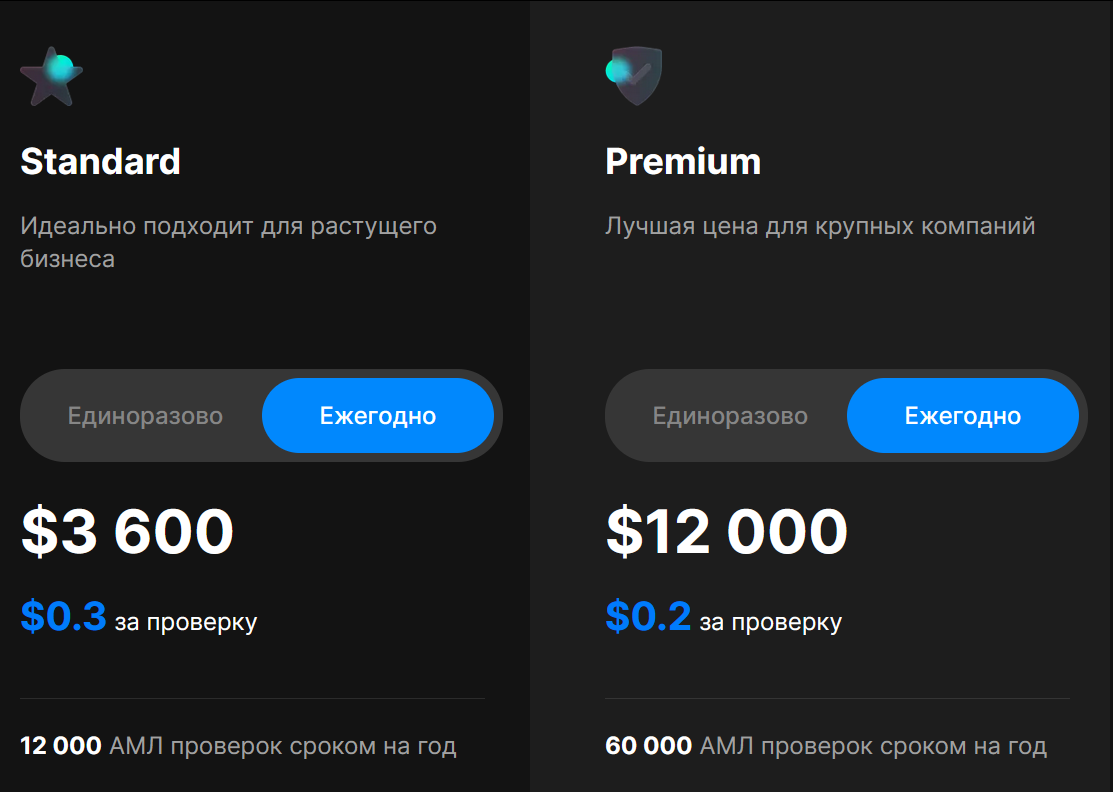 Standard
Идеально подходит для растущего
бизнеса
Единоразово Ежегодно
$3 600
$0.3 за проверку
12 000 АМЛ проверок сроком на год
Premium
Лучшая цена для крупных компаний
Единоразово Ежегодно
$12 000
$0.2 за проверку
60 000 АМЛ проверок сроком на год